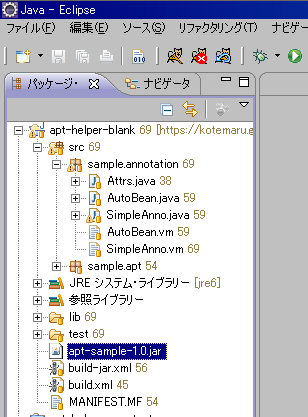 Java - Eclipse
ファイル(F) 編集(E) ソース(S) リファクタリング(T) ナビゲー
010
パッケージ・ ナビゲータ
apt-helper-blank 69 [https://kotemaru.g
src 69
sample.annotation 69
Attrs.java 38
AutoBean.java 59
SimpleAnno.java 59
AutoBean.vm 59
SimpleAnno.vm 69
sample.apt 54
JRE システム・ライブラリー [jre6]
参照ライブラリー
lib 69
test 69
apt-sample-1.0.jar
build-jar.xml 56
build.xml 45
MANIFEST.MF 54